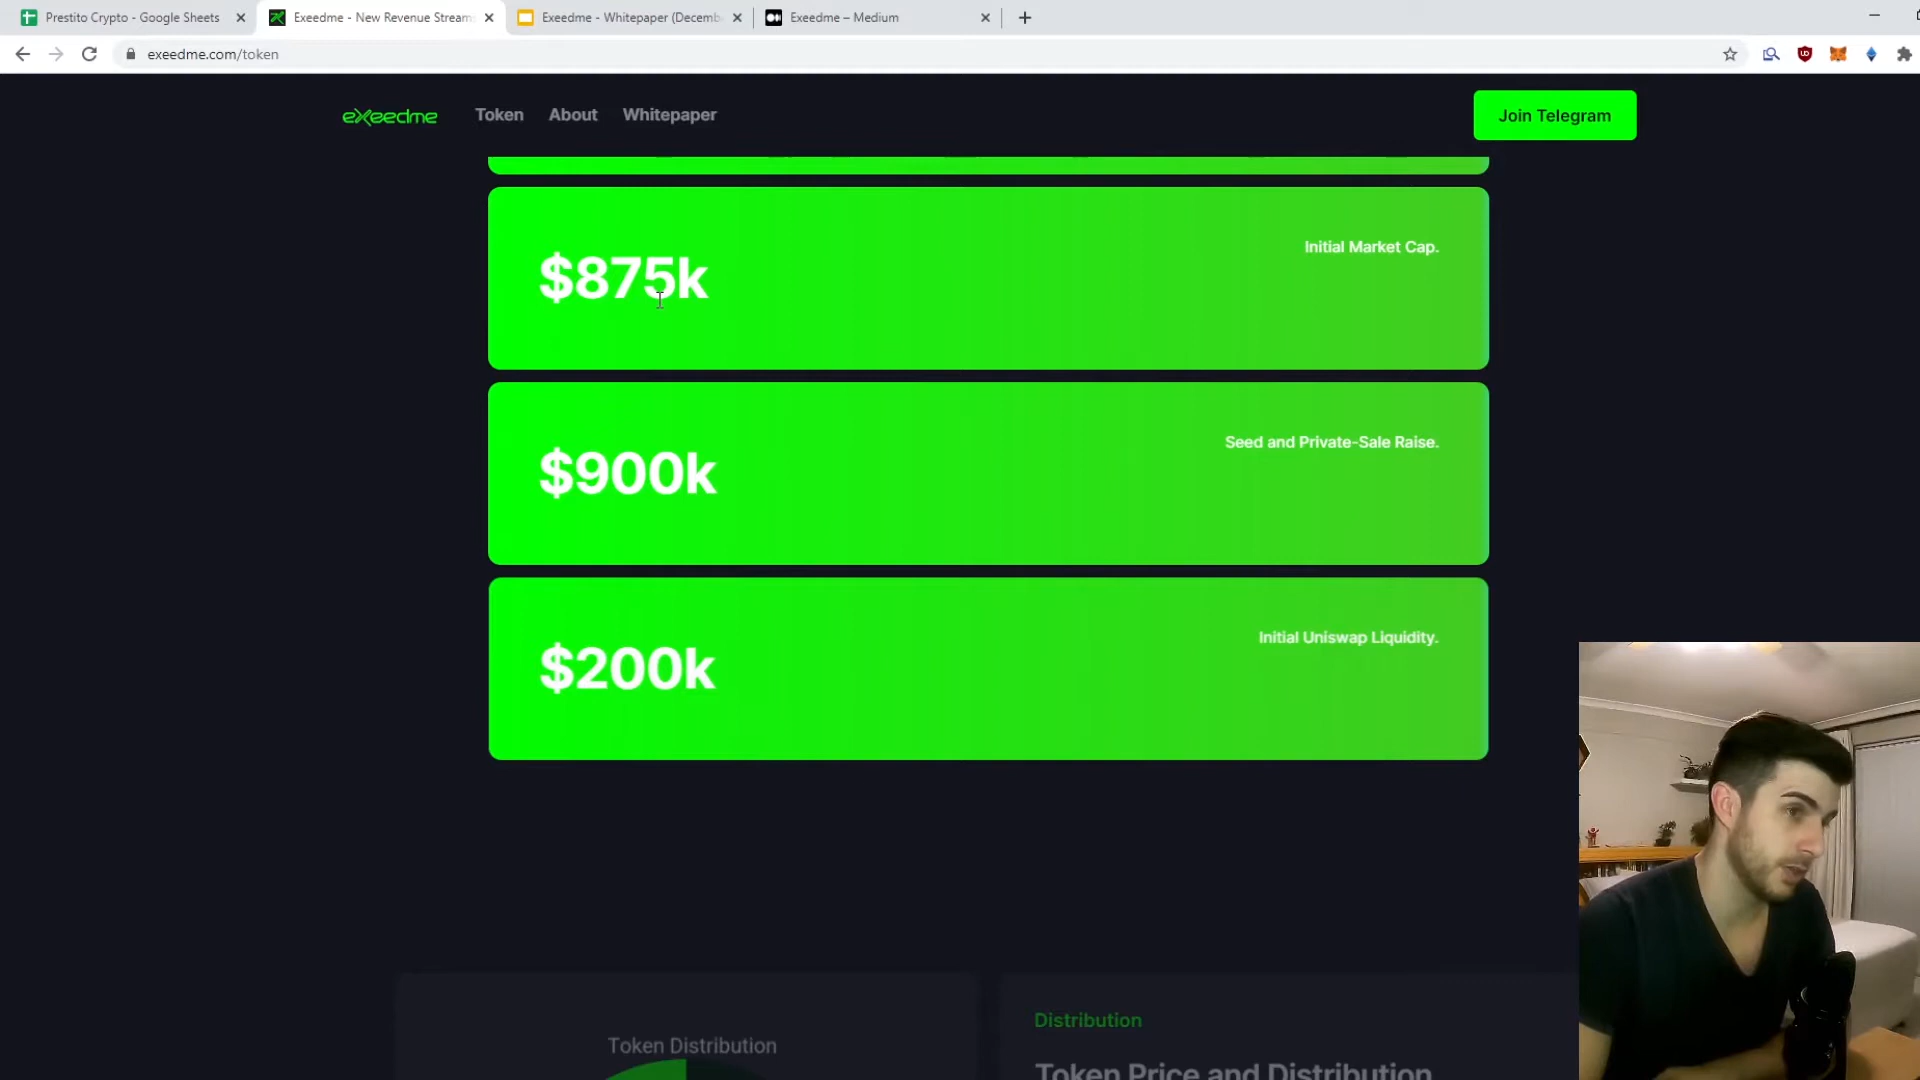 Prestito Crypto - Google Sheets
Exeedme - New Revenue Streams
Exeedme - Whitepaper (Decemb
Exeedme – Medium
exeedme.com/token
exeedme
Token
About
Whitepaper
Join Telegram
$875k
Initial Market Cap.
$900k
Seed and Private-Sale Raise.
$200k
Initial Uniswap Liquidity.
Token Distribution
Distribution
Token Price and Distribution